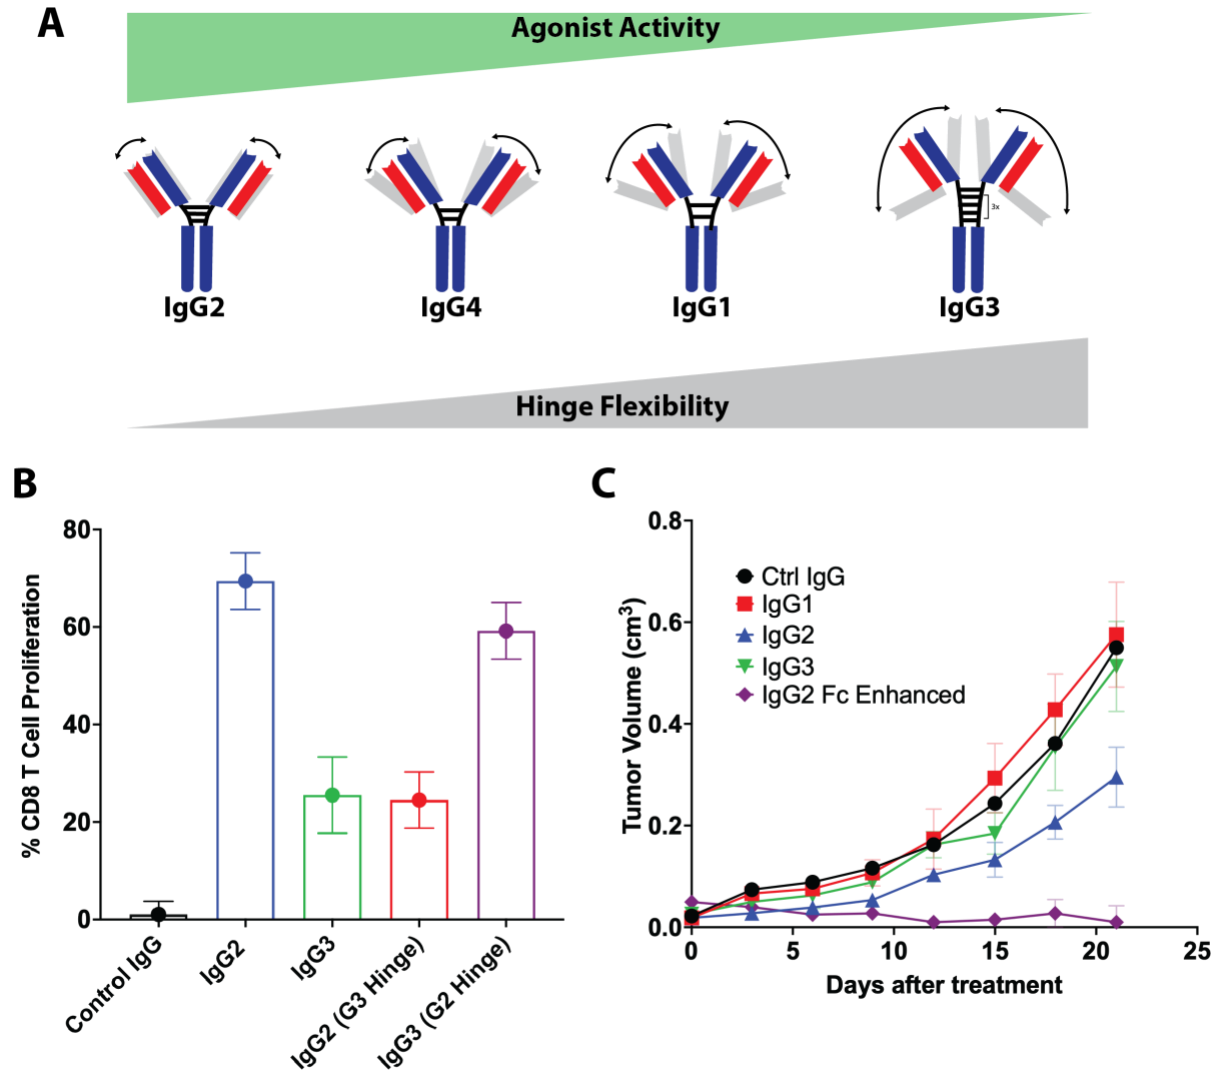 A
Agonist Activity
3x
IgG2
IgG4
IgG1
IgG3
Hinge Flexibility
B
% CD8 T Cell Proliferation
80
60
40
20
0
Control IgG
IgG2
IgG3
IgG2 (G3 Hinge)
IgG3 (G2 Hinge)
C
Tumor Volume (cm3)
0.8
0.6
0.4
0.2
0.0
Ctrl IgG
IgG1
IgG2
IgG3
IgG2 Fc Enhanced
0
5
10
15
20
25
Days after treatment